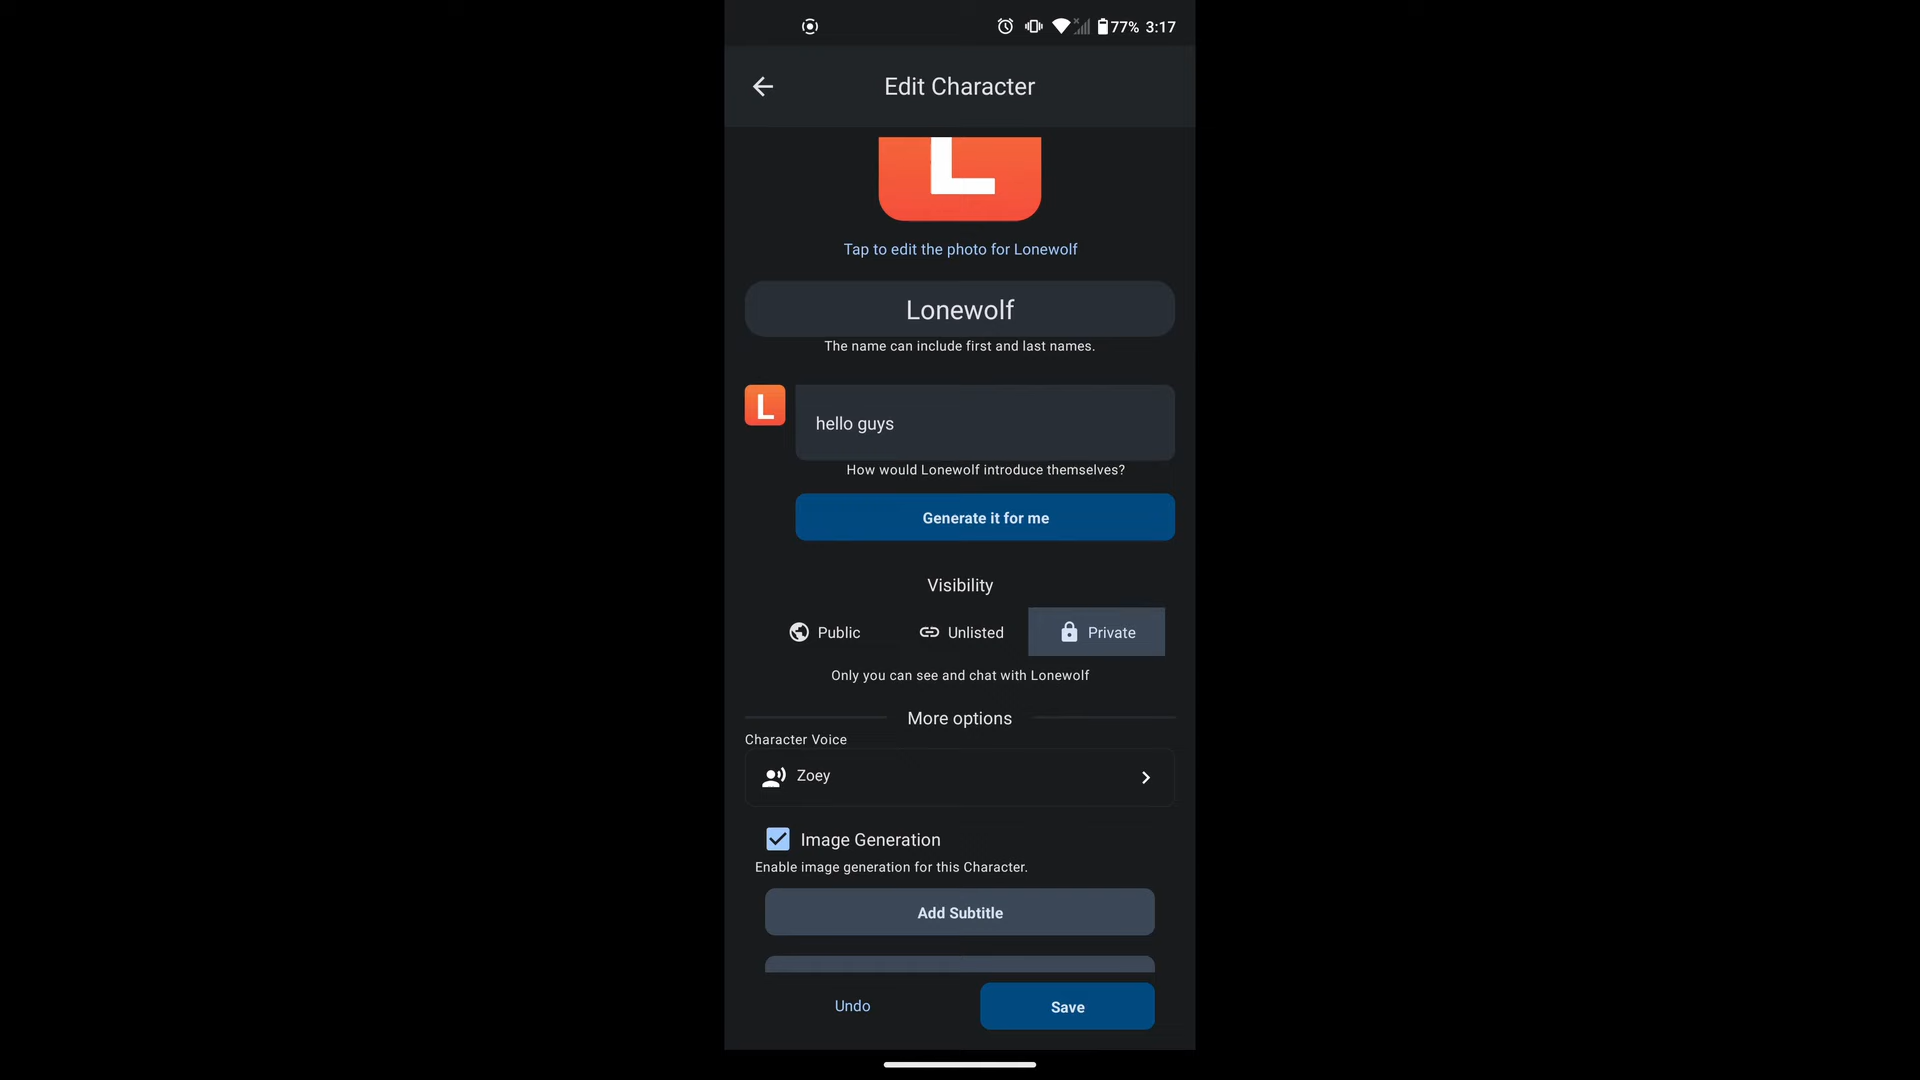 77% 3:17
Edit Character
L
Tap to edit the photo for Lonewolf
Lonewolf
The name can include first and last names.
L
hello guys
How would Lonewolf introduce themselves?
Generate it for me
Visibility
Public Unlisted Private
Only you can see and chat with Lonewolf
More options
Character Voice
Zoey
Image Generation
Enable image generation for this Character.
Add Subtitle
Undo Save